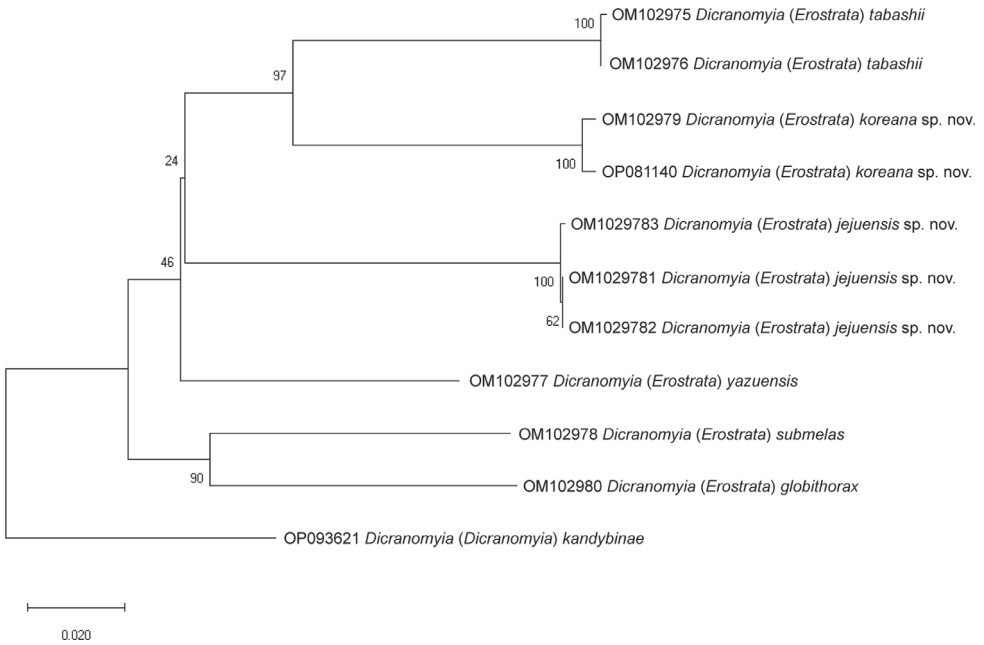 100
OM102975 Dicranomyia (Erostrata) tabashii
OM102976 Dicranomyia (Erostrata) tabashii
97
OM102979 Dicranomyia (Erostrata) koreana sp. nov.
100
OP081140 Dicranomyia (Erostrata) koreana sp. nov.
24
OM1029783 Dicranomyia (Erostrata) jejuensis sp. nov.
46
100
OM1029781 Dicranomyia (Erostrata) jejuensis sp. nov.
62
OM1029782 Dicranomyia (Erostrata) jejuensis sp. nov.
OM102977 Dicranomyia (Erostrata) yazuensis
OM102978 Dicranomyia (Erostrata) submelas
90
OM102980 Dicranomyia (Erostrata) globithorax
OP093621 Dicranomyia (Dicranomyia) kandybinae
0.020